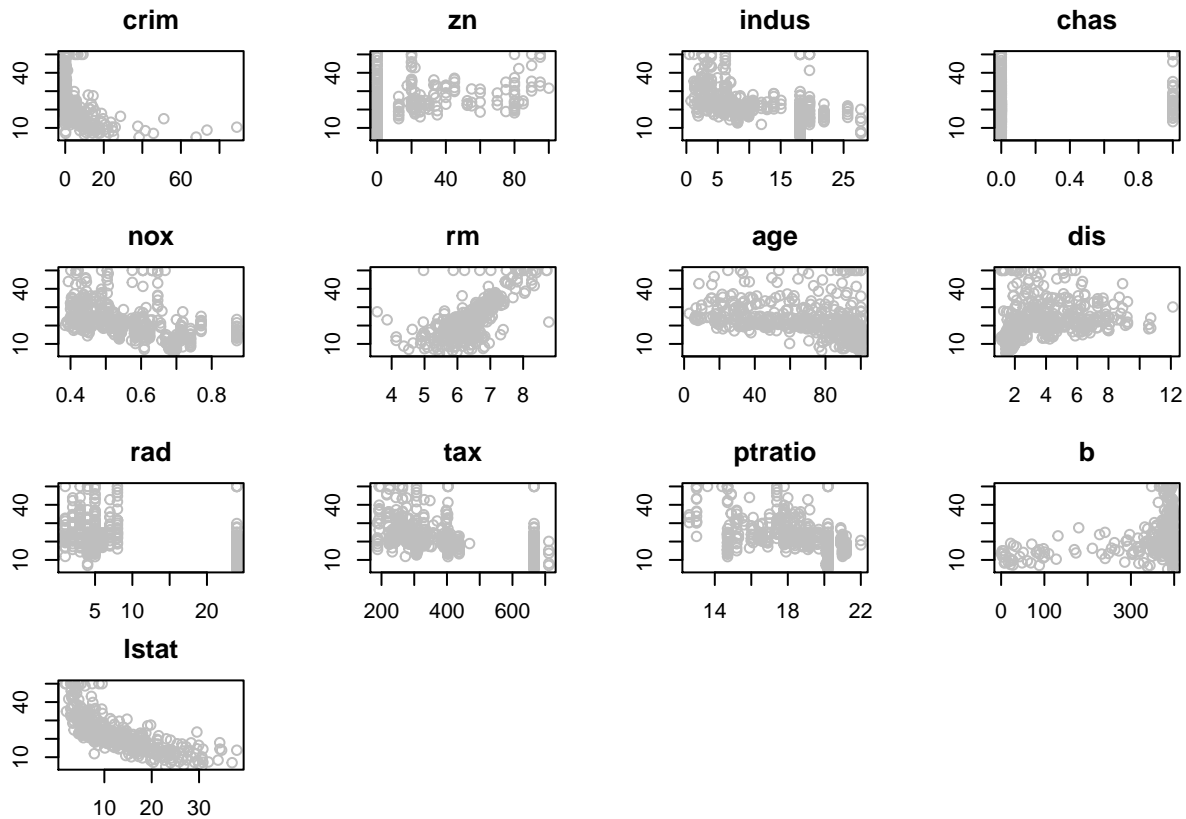 crim
10 40
0 20 60
zn
10 40
0 40 80
indus
10 40
0 5 15 25
chas
10 40
0.0 0.4 0.8
nox
10 40
0.4 0.6 0.8
rm
10 40
4 5 6 7 8
age
10 40
0 40 80
dis
10 40
2 4 6 8 12
rad
10 40
5 10 20
tax
10 40
200 400 600
ptratio
10 40
14 18 22
b
10 40
0 100 300
lstat
10 40
10 20 30